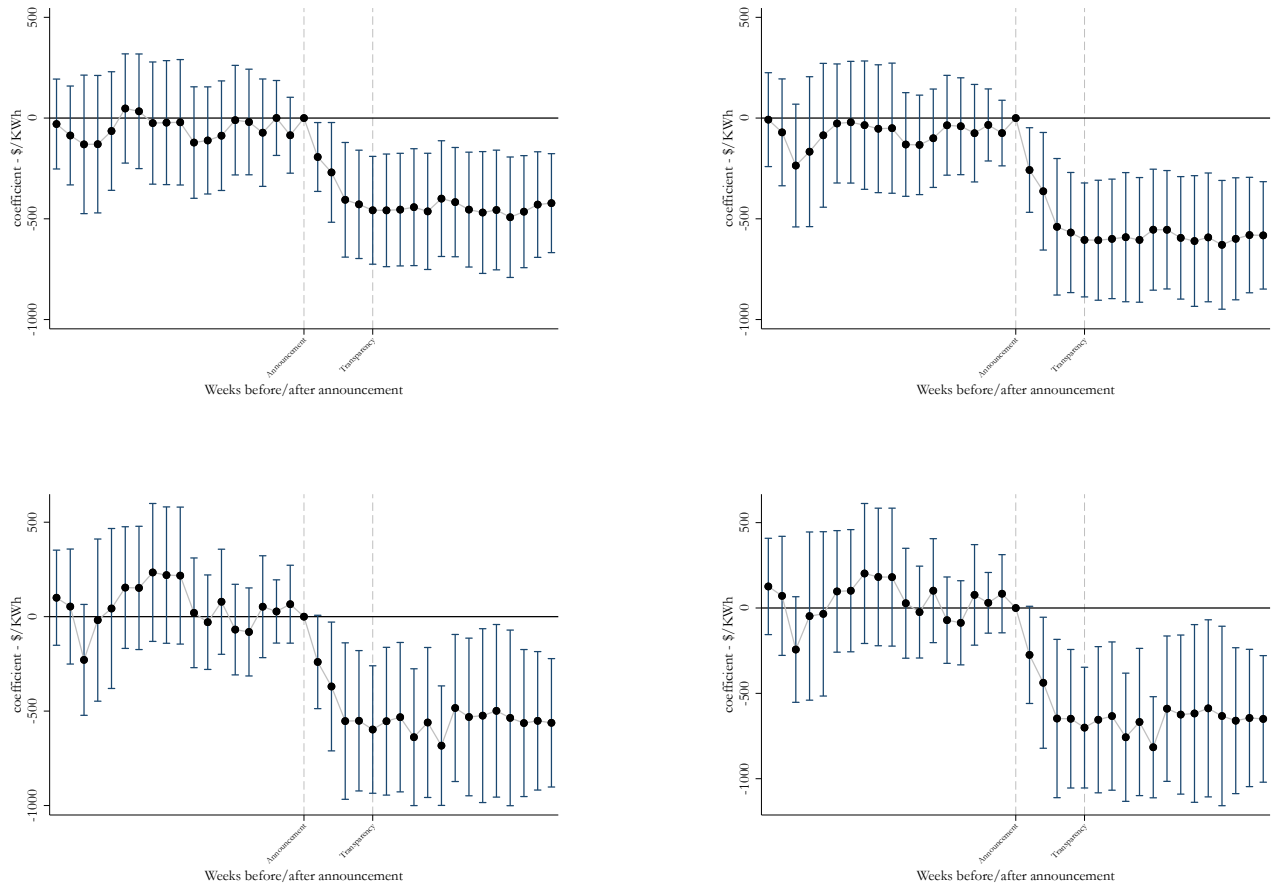 500
0
-500
-1000
coefficient - $/KWh
Announcement
Transparency
Weeks before/after announcement
500
0
-500
-1000
coefficient - $/KWh
Announcement
Transparency
Weeks before/after announcement
500
0
-500
-1000
coefficient - $/KWh
Announcement
Transparency
Weeks before/after announcement
500
0
-500
-1000
coefficient - $/KWh
Announcement
Transparency
Weeks before/after announcement